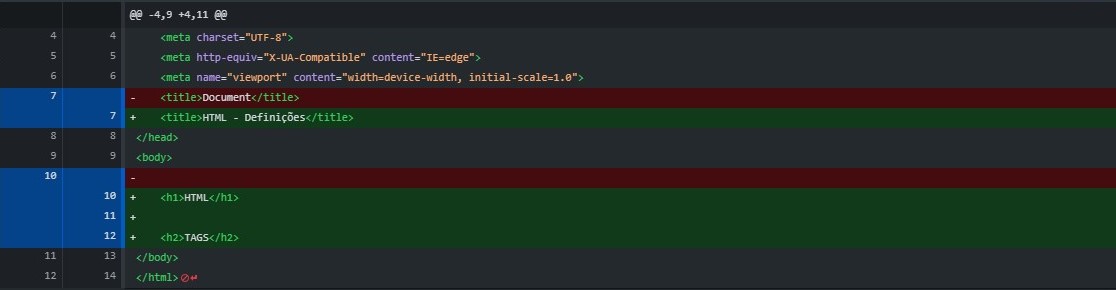 @@ -4,9 +4,11 @@
4 4 <meta charset="UTF-8">
5 5 <meta http-equiv="X-UA-Compatible" content="IE=edge">
6 6 <meta name="viewport" content="width=device-width, initial-scale=1.0">
7 - <title>Document</title>
7 + <title>HTML - Definições</title>
8 8 </head>
9 9 <body>
10 -
10 + <h1>HTML</h1>
11 +
12 + <h2>TAGS</h2>
11 13 </body>
12 14 </html>